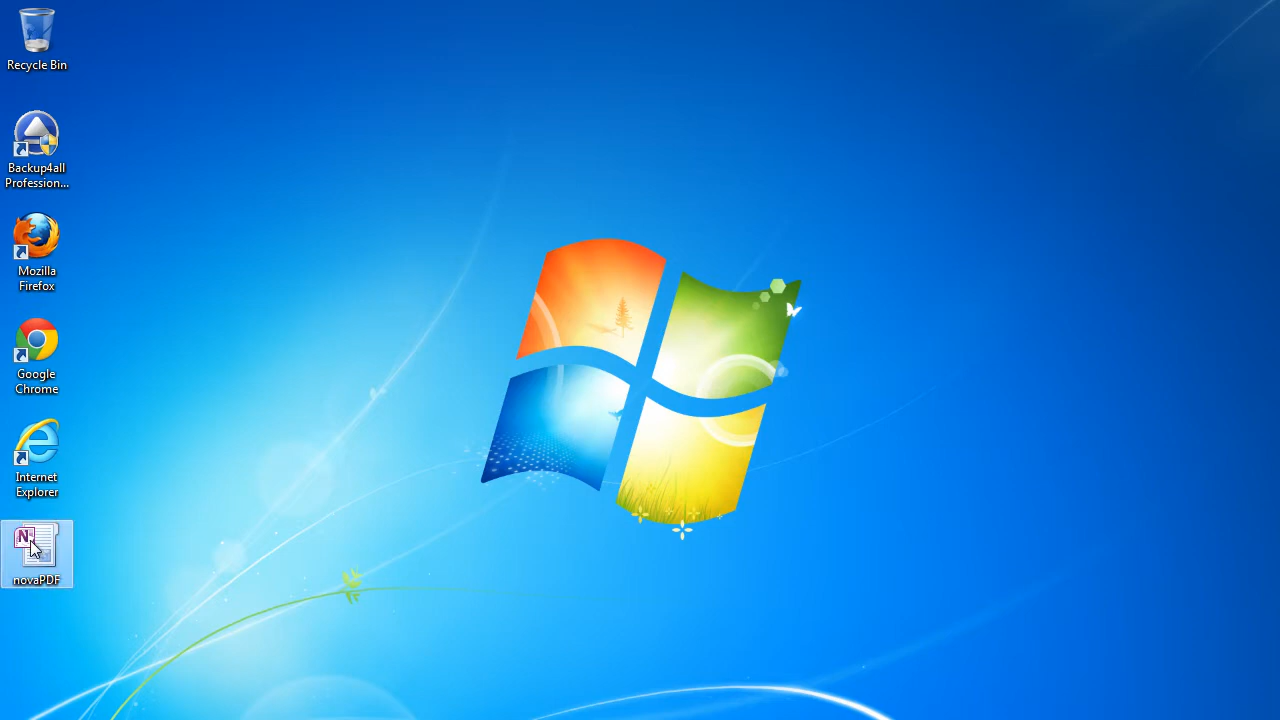 Recycle Bin
Backup4all
Profession...
Mozilla
Firefox
Google
Chrome
Internet
Explorer
N
novaPDF